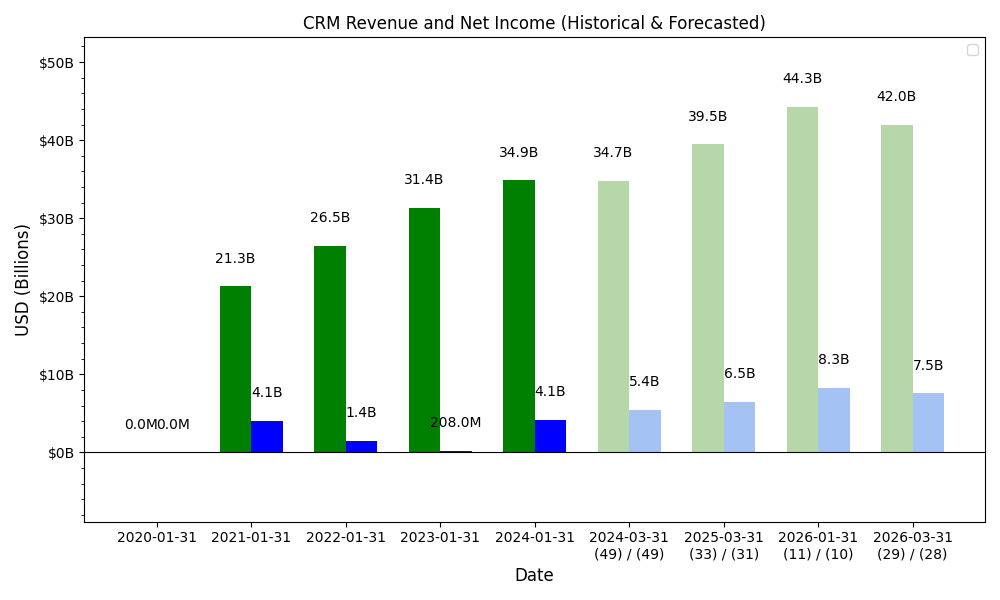 CRM Revenue and Net Income (Historical & Forecasted)
$50B
$40B
$30B
$20B
$10B
$0B
USD (Billions)
0.0M
0.0M
21.3B
4.1B
26.5B
1.4B
31.4B
208.0M
34.9B
4.1B
34.7B
5.4B
39.5B
6.5B
44.3B
8.3B
42.0B
7.5B
2020-01-31
2021-01-31
2022-01-31
2023-01-31
2024-01-31
2024-03-31
(49) / (49)
2025-03-31
(33) / (31)
2026-01-31
(11) / (10)
2026-03-31
(29) / (28)
Date